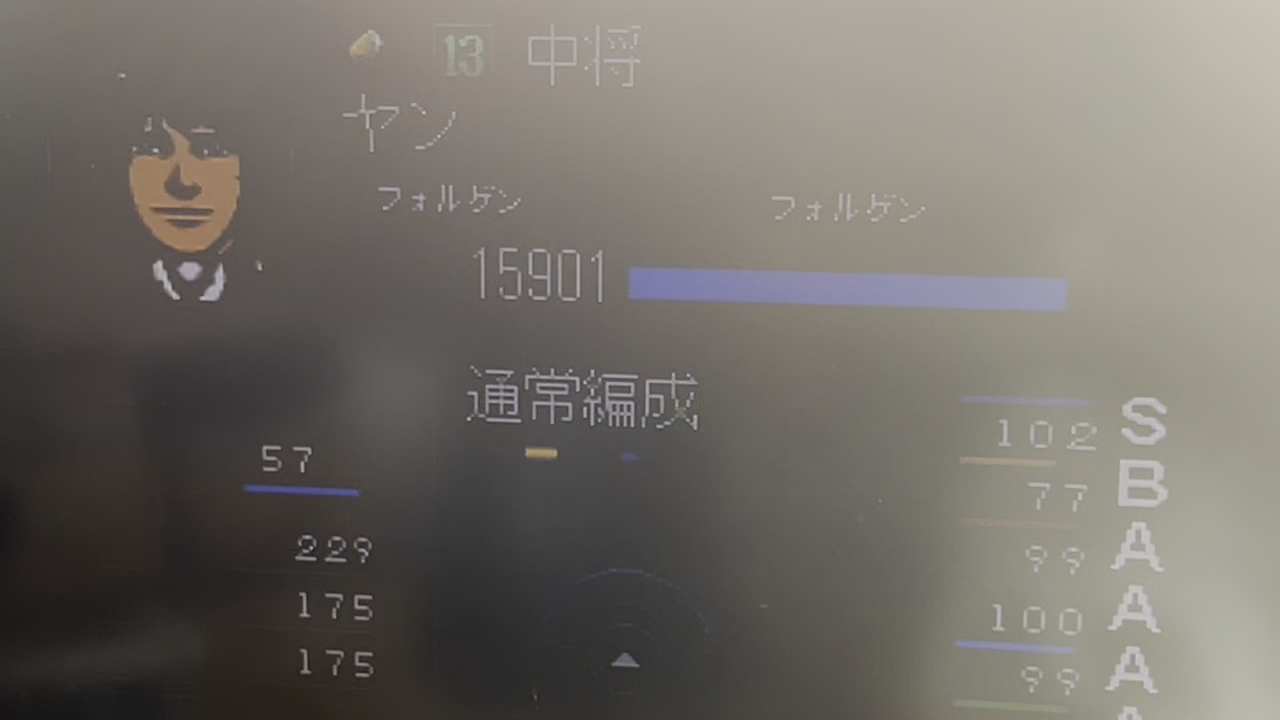 13 中将
ヤン
フォルゲン フォルゲン
15901
通常編成
57
229
175
175
102 S
77 B
99 A
100 A
99 A